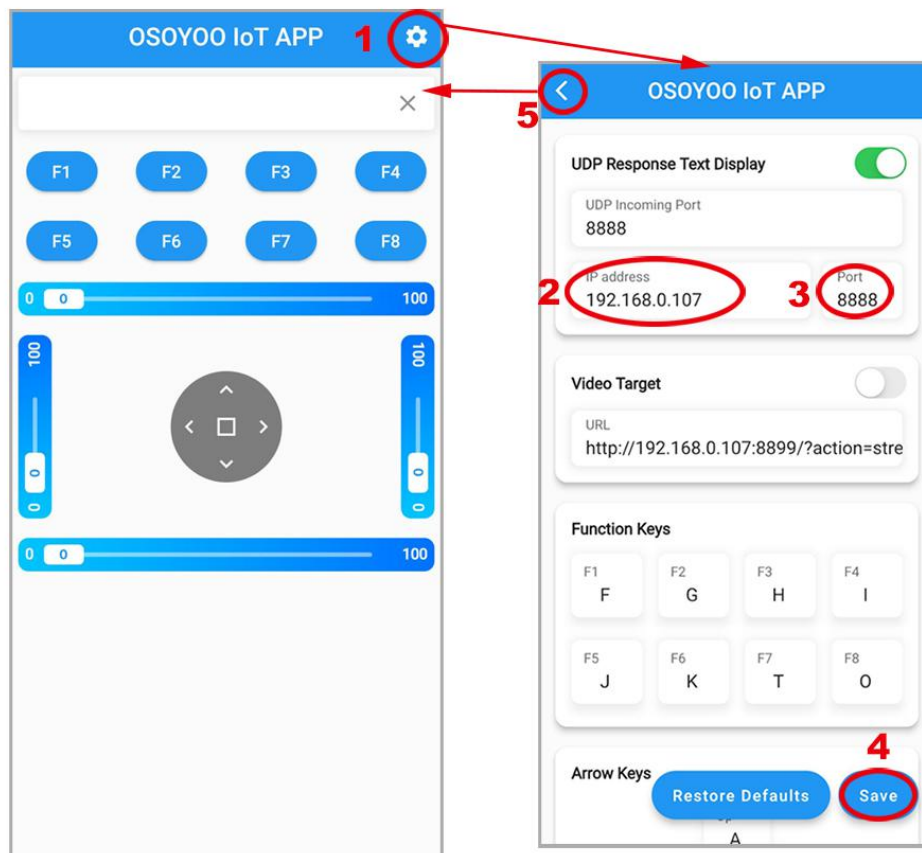 OSOYOO IoT APP
1
F1 F2 F3 F4
F5 F6 F7 F8
0 0 100
100 100
0 0
0 0
0 0 100
5
OSOYOO IoT APP
UDP Response Text Display
UDP Incoming Port
8888
2
IP address
192.168.0.107
3
Port
8888
Video Target
URL
http://192.168.0.107:8899/?action=stre
Function Keys
F1 F2 F3 F4
F G H I
F5 F6 F7 F8
J K T O
4
Arrow Keys
Restore Defaults
Save
A